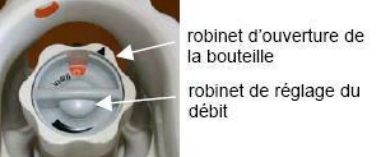 robinet d'ouverture de
la bouteille
robinet de réglage du
débit